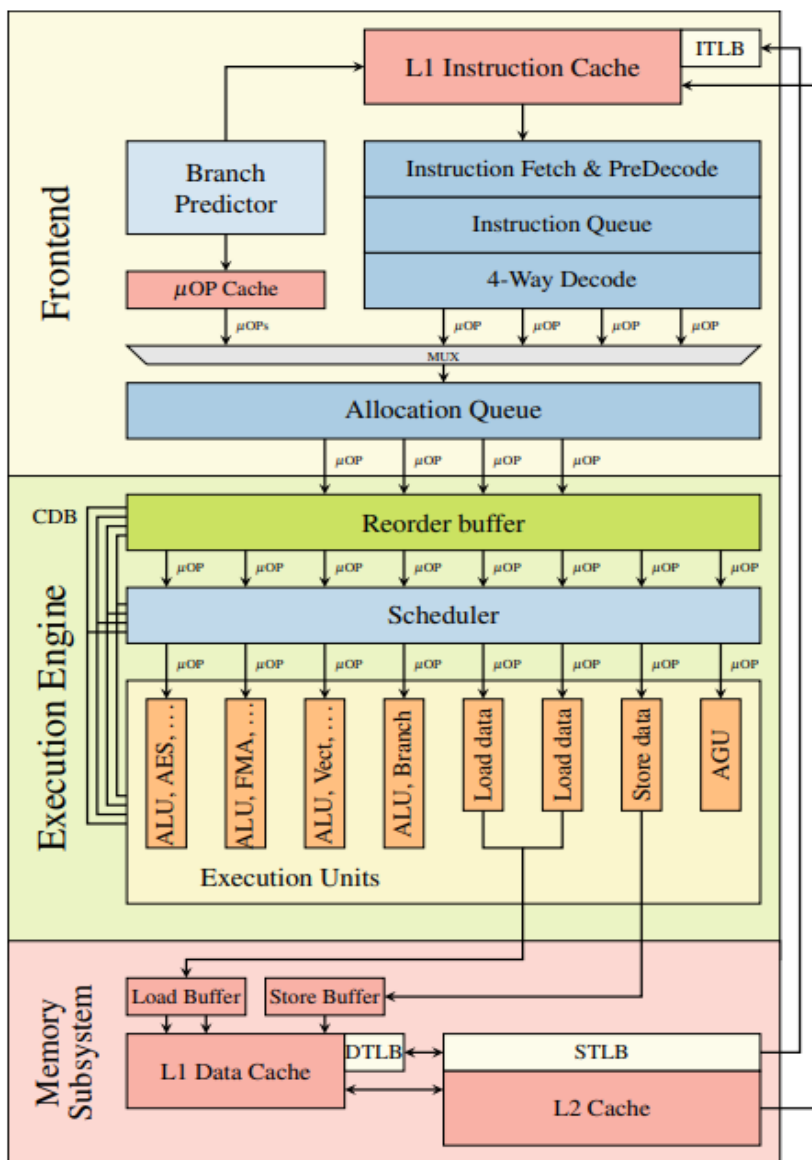 ITLB
L1 Instruction Cache
Branch
Predictor
Instruction Fetch & PreDecode
Instruction Queue
4-Way Decode
μOP Cache
μOPs
μOP
μOP
μOP
μOP
MUX
Allocation Queue
μOP
μOP
μOP
μOP
Frontend
CDB
Reorder buffer
μOP
μOP
μOP
μOP
μOP
μOP
μOP
μOP
Scheduler
μOP
μOP
μOP
μOP
μOP
μOP
μOP
μOP
ALU, AES, …
ALU, FMA, …
ALU, Vect, …
ALU, Branch
Load data
Load data
Store data
AGU
Execution Units
Execution Engine
Load Buffer
Store Buffer
L1 Data Cache
DTLB
STLB
L2 Cache
Memory
Subsystem